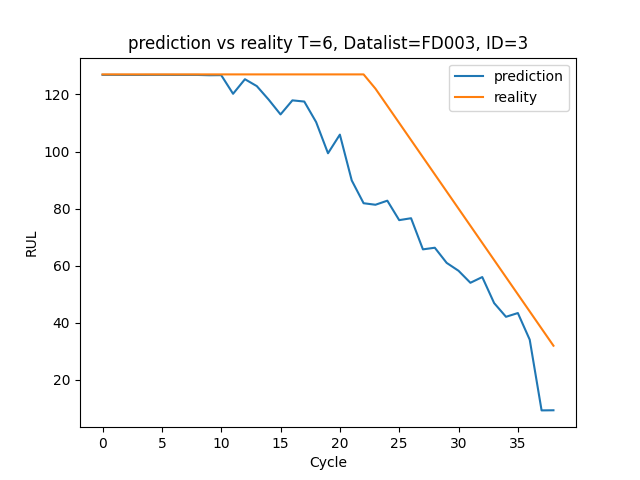 prediction vs reality T=6, Datalist=FD003, ID=3
prediction
reality
RUL
120
100
80
60
40
20
0 5 10 15 20 25 30 35
Cycle